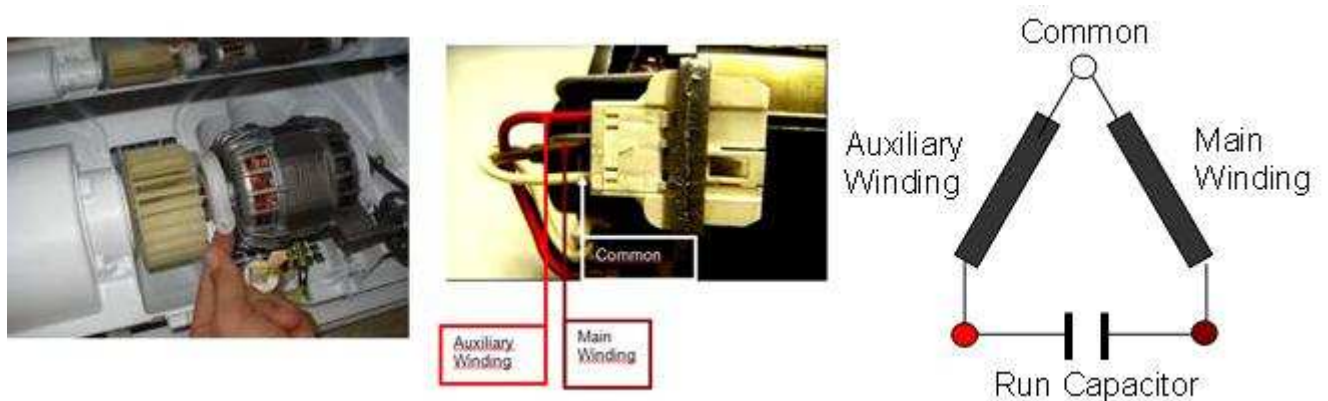 Common
Auxiliary
Winding
Main
Winding
Common
Auxiliary
Winding
Main
Winding
Run Capacitor